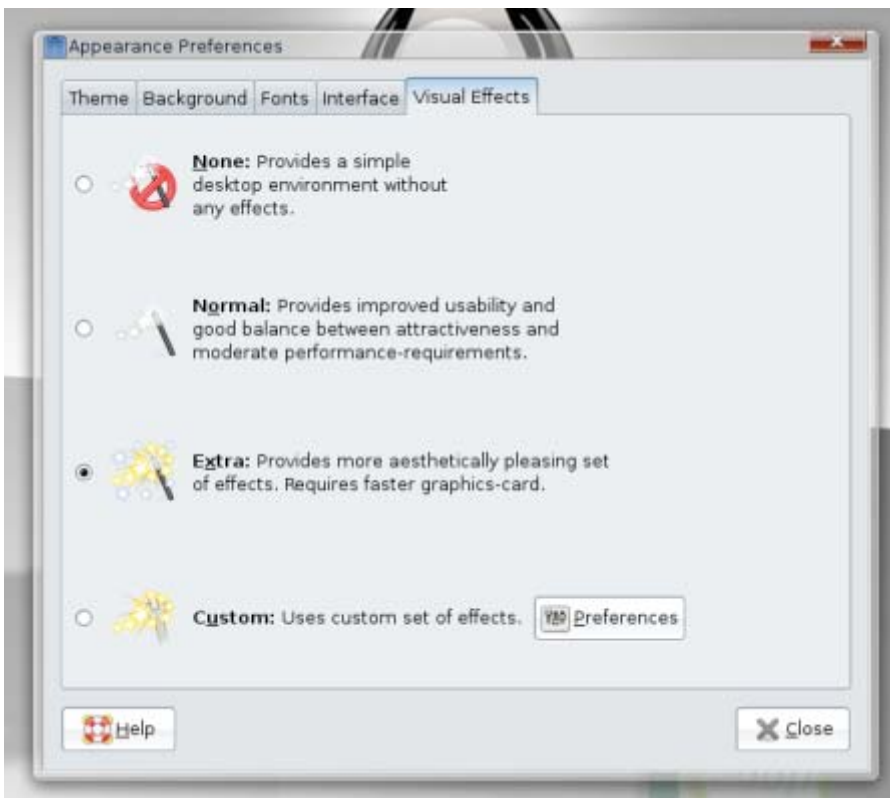 Appearance Preferences
Theme Background Fonts Interface Visual Effects
None: Provides a simple
desktop environment without
any effects.
Normal: Provides improved usability and
good balance between attractiveness and
moderate performance-requirements.
Extra: Provides more aesthetically pleasing set
of effects. Requires faster graphics-card.
Custom: Uses custom set of effects. Preferences
Help Close